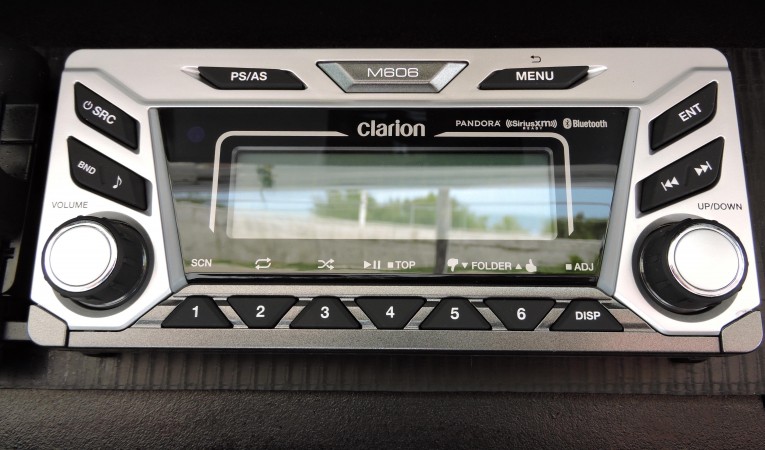 PS/AS
M606
MENU
SRC
ENT
BND
clarion
PANDORA
((SiriusXM))
READY
Bluetooth
VOLUME
UP/DOWN
SCN
TOP
FOLDER
ADJ
1 2 3 4 5 6 DISP